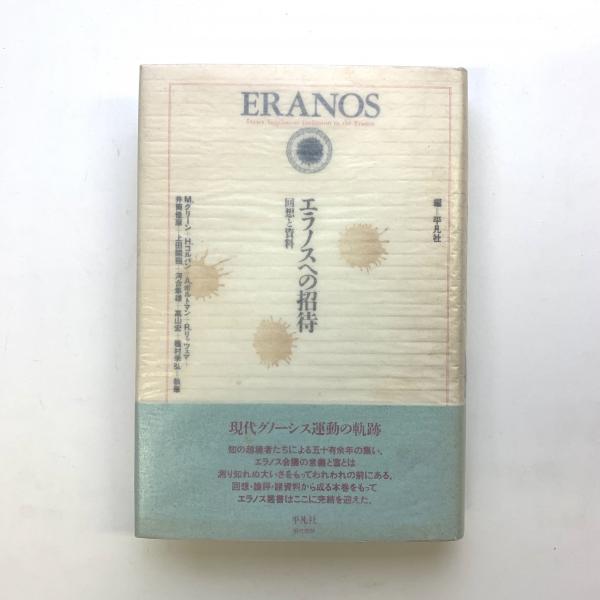 ERANOS
エラノスへの招待
回想と資料
編―平凡社
M.グリーン+H.コルバン+A.ポルトマン+R.リッツェマ+
井筒俊彦+上田閑照+河合隼雄+高山宏+種村季弘=執筆
現代グノーシス運動の軌跡
知の越境者たちによる五十有余年の集い、
エラノス会議の意義と富とは
測り知れぬ大いさをもってわれわれの前にある。
回想・論評・諸資料から成る本巻をもって
エラノス叢書はここに完結を迎えた。
平凡社